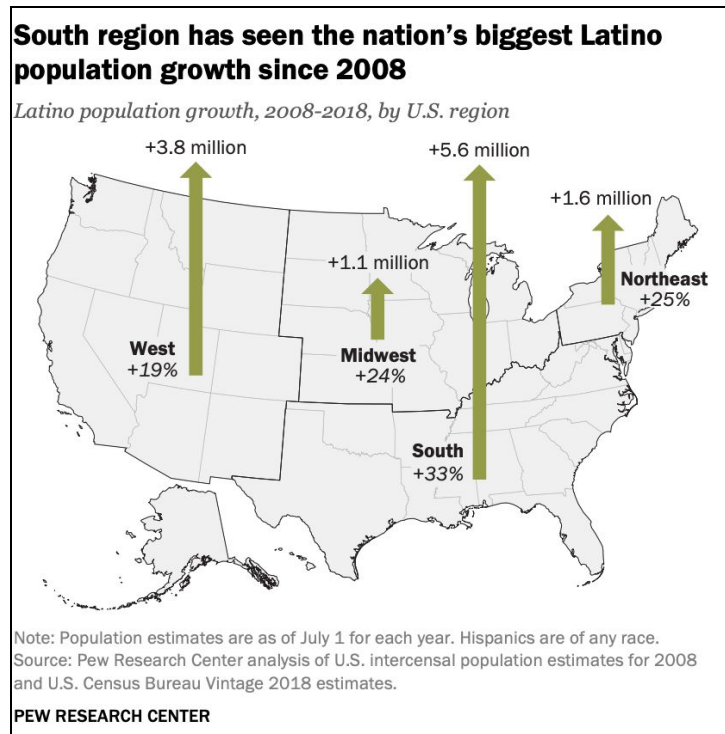 South region has seen the nation’s biggest Latino
population growth since 2008
Latino population growth, 2008-2018, by U.S. region
+3.8 million
+5.6 million
+1.6 million
+1.1 million
Northeast
+25%
West
+19%
Midwest
+24%
South
+33%
Note: Population estimates are as of July 1 for each year. Hispanics are of any race.
Source: Pew Research Center analysis of U.S. intercensal population estimates for 2008
and U.S. Census Bureau Vintage 2018 estimates.
PEW RESEARCH CENTER